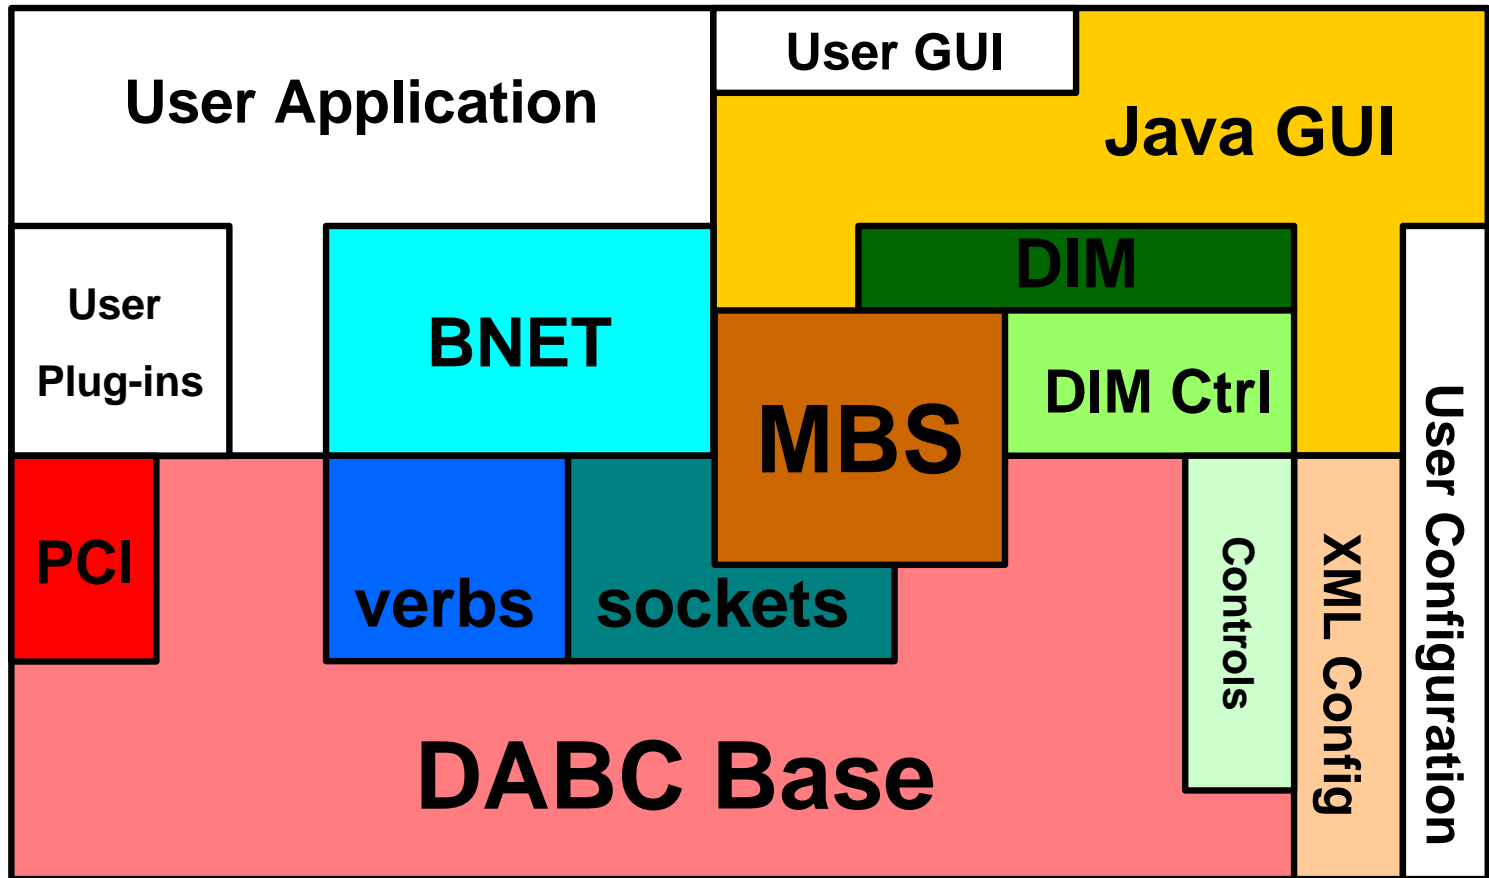 User GUI
User Application
Java GUI
DIM
User
Plug-ins
BNET
DIM Ctrl
MBS
User Configuration
PCI
verbs
sockets
Controls
XML Config
DABC Base